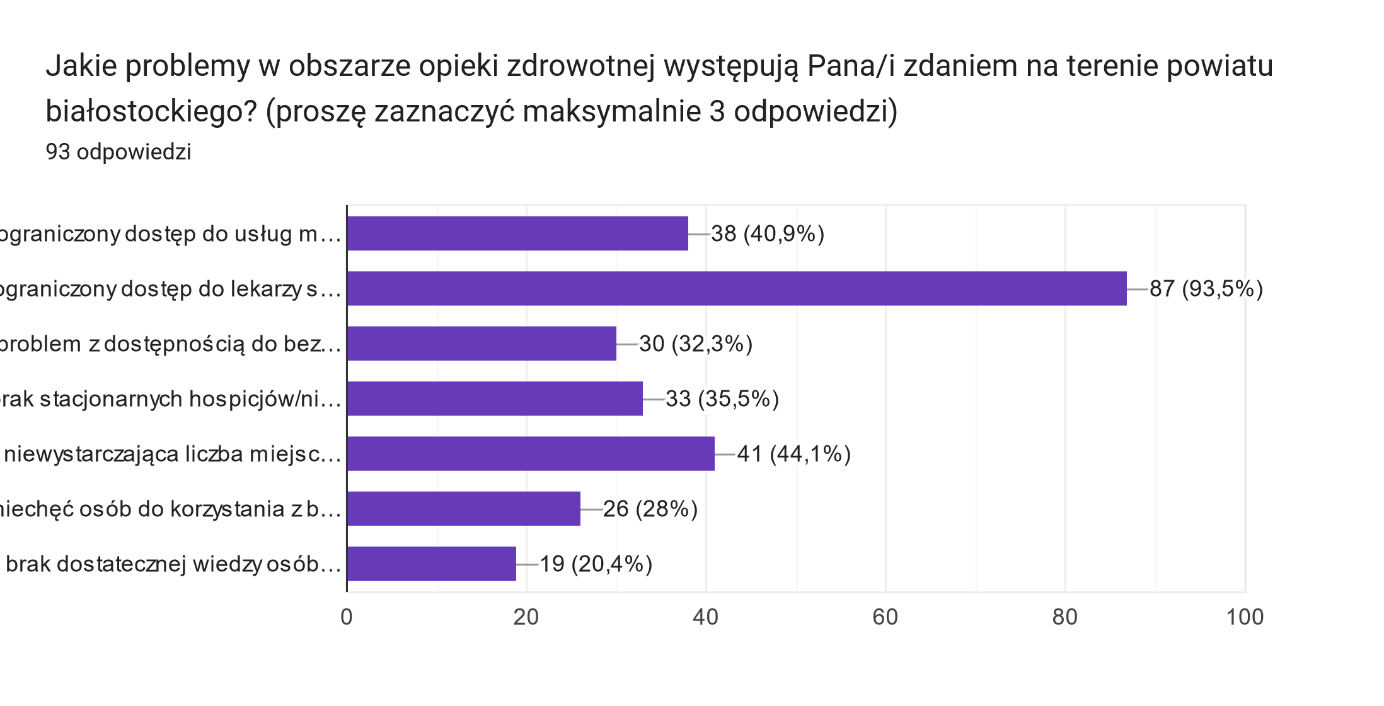 Jakie problemy w obszarze opieki zdrowotnej występują Pana/i zdaniem na terenie powiatu
białostockiego? (proszę zaznaczyć maksymalnie 3 odpowiedzi)
93 odpowiedzi
ograniczony dostęp do usług m… 38 (40,9%)
ograniczony dostęp do lekarzy s… 87 (93,5%)
problem z dostępnością do bez… 30 (32,3%)
brak stacjonarnych hospicjów/ni… 33 (35,5%)
niewystarczająca liczba miejsc… 41 (44,1%)
niechęć osób do korzystania z b… 26 (28%)
brak dostatecznej wiedzy osób… 19 (20,4%)
0 20 40 60 80 100